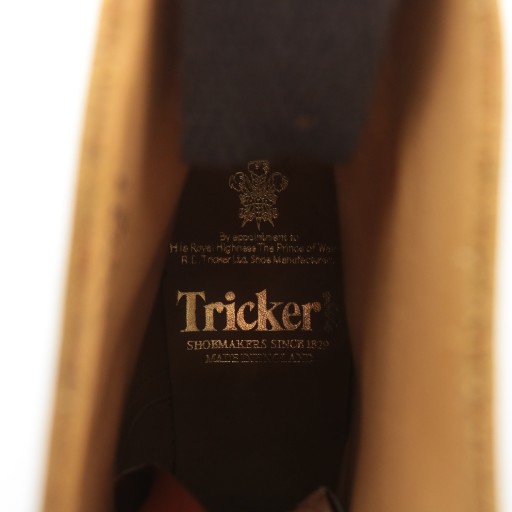 By appointment to
His Royal Highness The Prince of Wales
R.E. Tricker Ltd. Shoe Manufacturers
Tricker's
SHOEMAKERS SINCE 1829
MADE IN ENGLAND